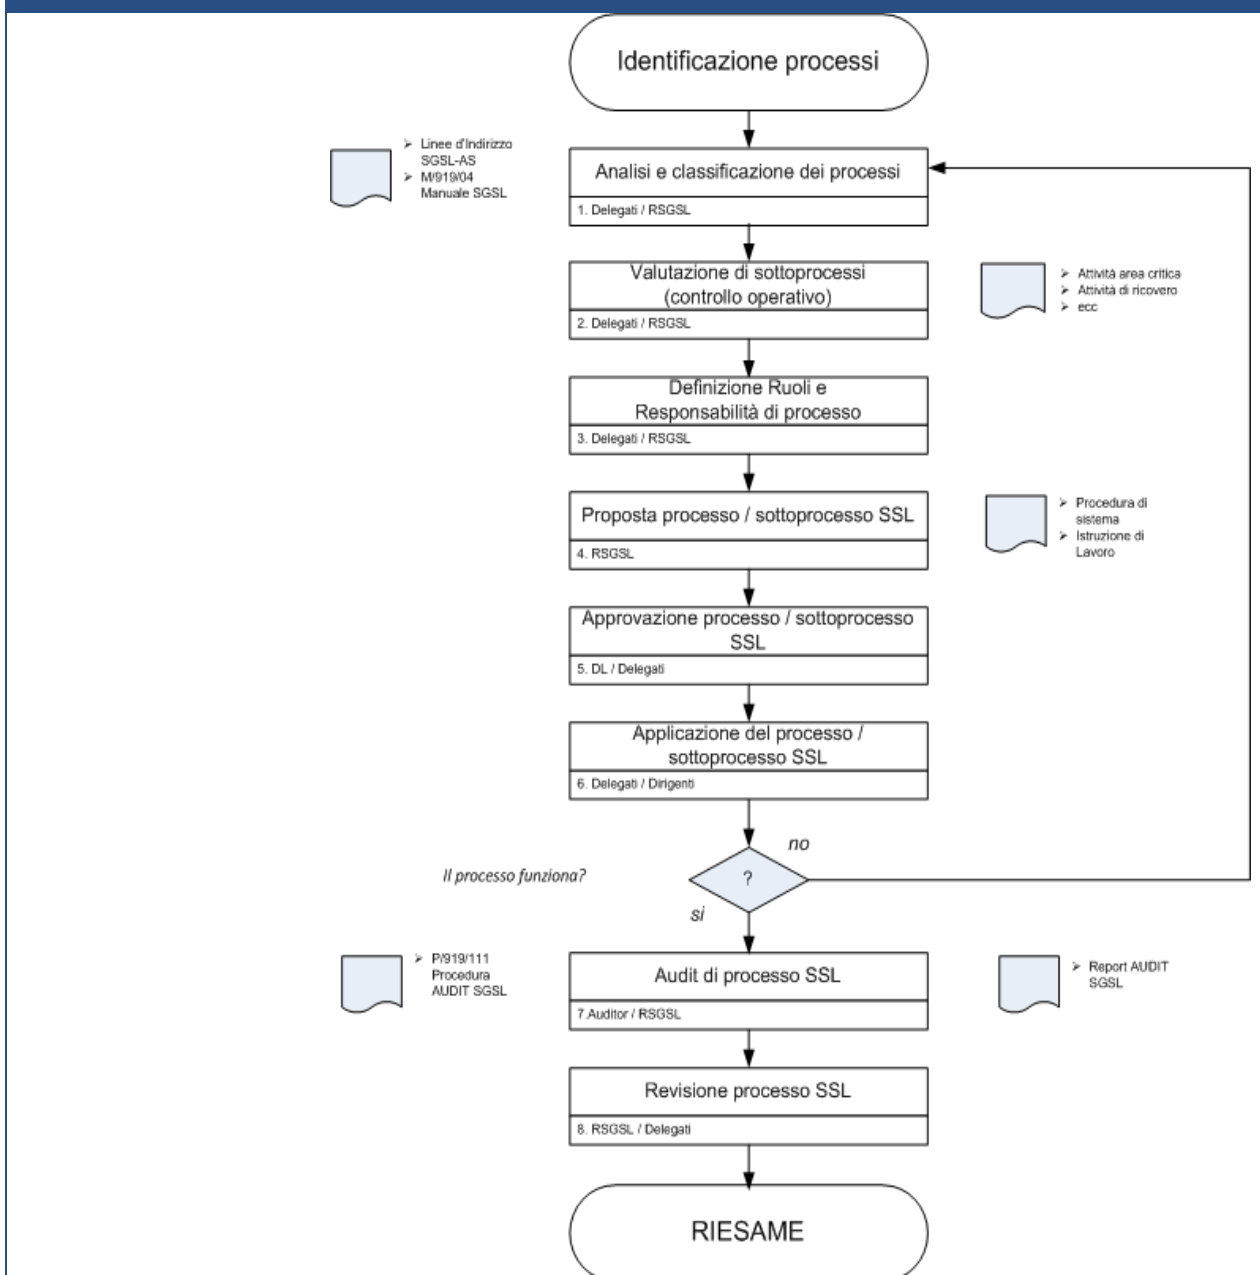 Identificazione processi
➢ Linee d'Indirizzo
SGSL-AS
➢ M/919/04
Manuale SGSL
Analisi e classificazione dei processi
1. Delegati / RSGSL
Valutazione di sottoprocessi
(controllo operativo)
2. Delegati / RSGSL
➢ Attività area critica
➢ Attività di ricovero
➢ ecc
Definizione Ruoli e
Responsabilità di processo
3. Delegati / RSGSL
Proposta processo / sottoprocesso SSL
4. RSGSL
➢ Procedura di
sistema
➢ Istruzione di
Lavoro
Approvazione processo / sottoprocesso
SSL
5. DL / Delegati
Applicazione del processo /
sottoprocesso SSL
6. Delegati / Dirigenti
no
Il processo funziona?
?
si
➢ P/919/111
Procedura
AUDIT SGSL
Audit di processo SSL
7.Auditor / RSGSL
➢ Report AUDIT
SGSL
Revisione processo SSL
8. RSGSL / Delegati
RIESAME